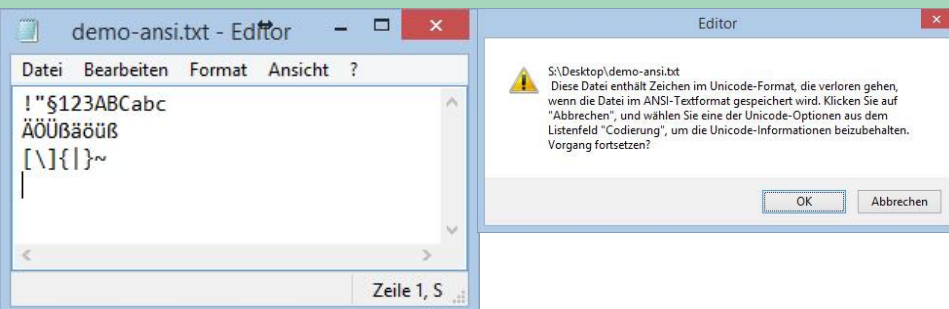 demo-ansi.txt - Editor
Datei Bearbeiten Format Ansicht ?
!"§123ABCabc
ÄÖÜßäöüß
[\]{|}~
Zeile 1, S
Editor
S:\Desktop\demo-ansi.txt
Diese Datei enthält Zeichen im Unicode-Format, die verloren gehen,
wenn die Datei im ANSI-Textformat gespeichert wird. Klicken Sie auf
"Abbrechen", und wählen Sie eine der Unicode-Optionen aus dem
Listenfeld "Codierung", um die Unicode-Informationen beizubehalten.
Vorgang fortsetzen?
OK Abbrechen